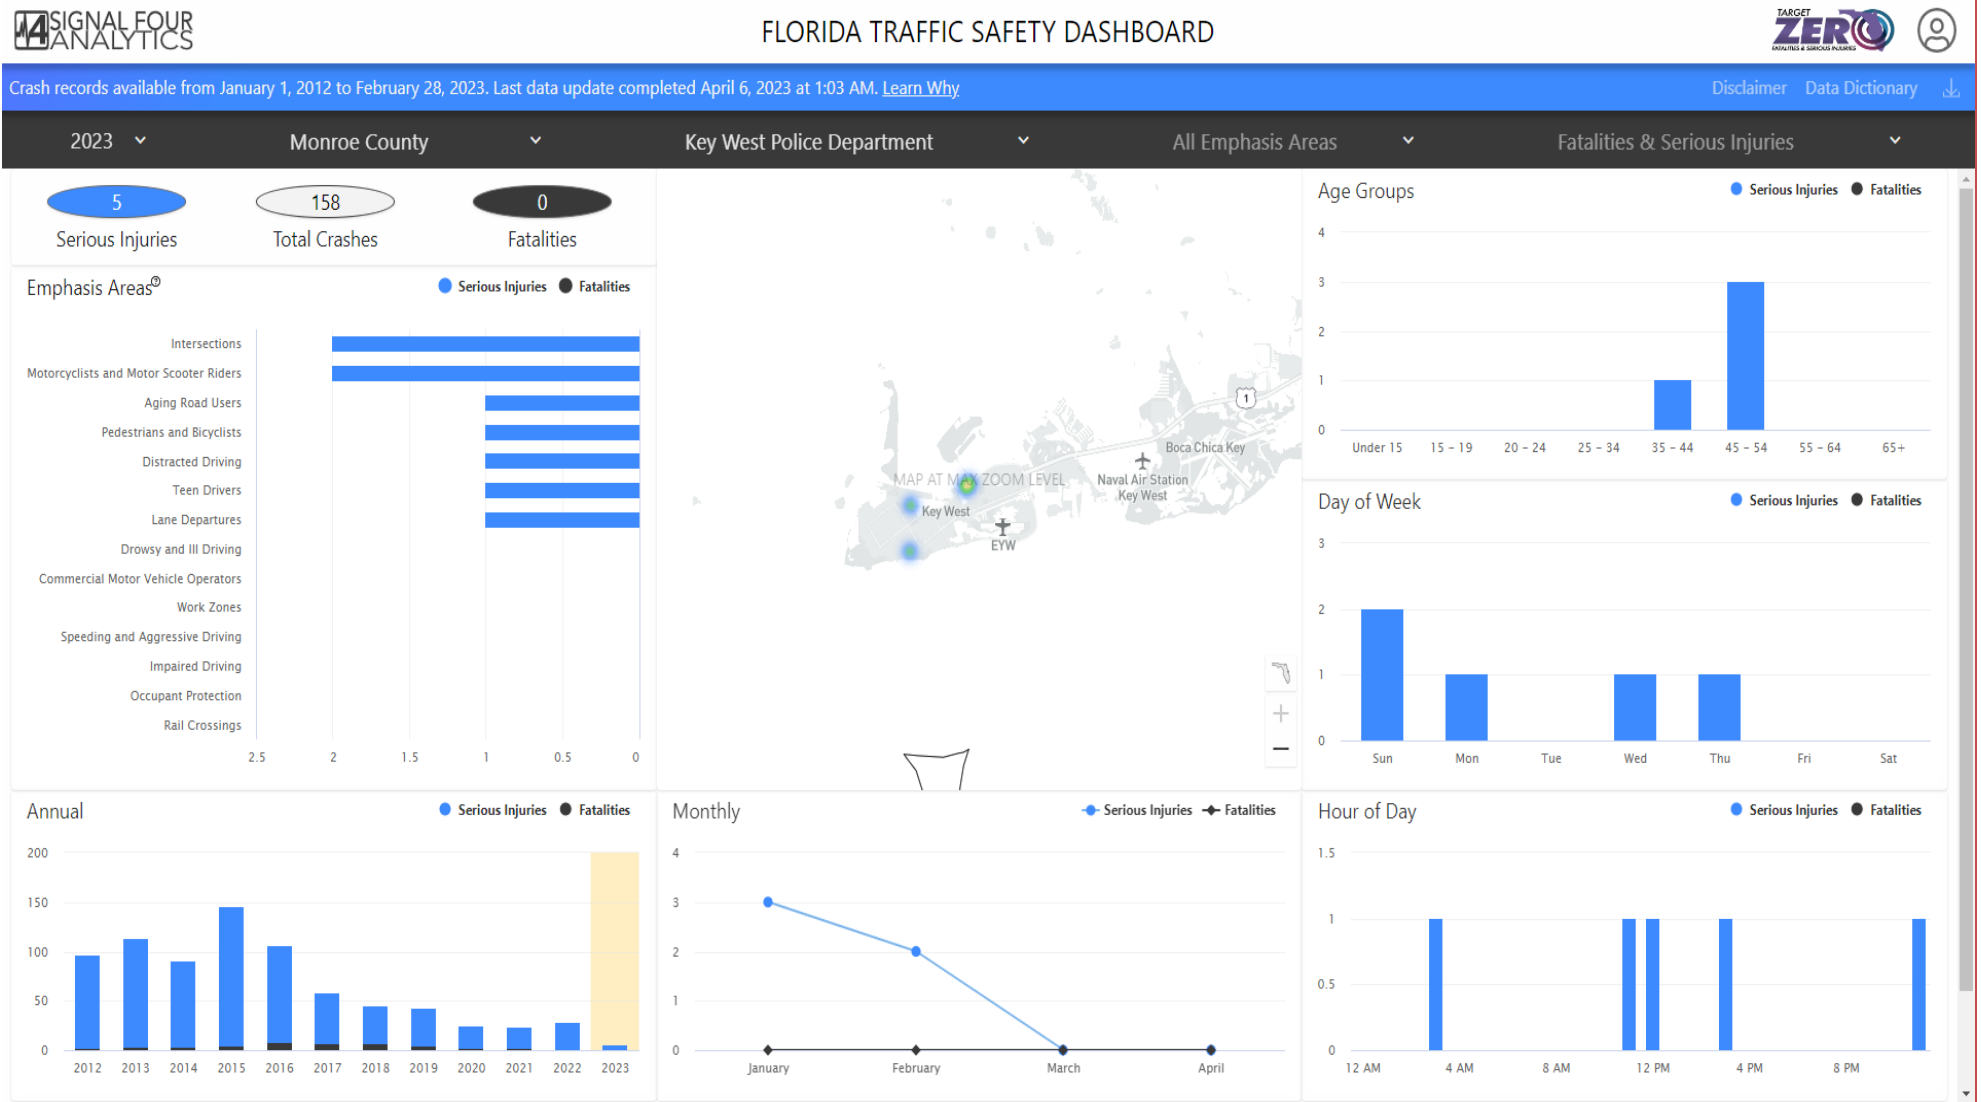 SIGNAL FOUR
ANALYTICS
FLORIDA TRAFFIC SAFETY DASHBOARD
TARGET
ZERO
FATALITIES & SERIOUS INJURIES
Crash records available from January 1, 2012 to February 28, 2023. Last data update completed April 6, 2023 at 1:03 AM. Learn Why
Disclaimer Data Dictionary
2023 Monroe County Key West Police Department All Emphasis Areas Fatalities & Serious Injuries
5 158 0
Serious Injuries Total Crashes Fatalities
Emphasis Areas?
Serious Injuries Fatalities
Intersections
Motorcyclists and Motor Scooter Riders
Aging Road Users
Pedestrians and Bicyclists
Distracted Driving
Teen Drivers
Lane Departures
Drowsy and Ill Driving
Commercial Motor Vehicle Operators
Work Zones
Speeding and Aggressive Driving
Impaired Driving
Occupant Protection
Rail Crossings
2.5 2 1.5 1 0.5 0
1
Boca Chica Key
MAP AT MAX ZOOM LEVEL
Naval Air Station
Key West
Key West
EYW
+
−
Age Groups
Serious Injuries Fatalities
4
3
2
1
0
Under 15 15 - 19 20 - 24 25 - 34 35 - 44 45 - 54 55 - 64 65+
Day of Week
Serious Injuries Fatalities
3
2
1
0
Sun Mon Tue Wed Thu Fri Sat
Annual
Serious Injuries Fatalities
200
150
100
50
0
2012 2013 2014 2015 2016 2017 2018 2019 2020 2021 2022 2023
Monthly
Serious Injuries Fatalities
4
3
2
1
0
January February March April
Hour of Day
Serious Injuries Fatalities
1.5
1
0.5
0
12 AM 4 AM 8 AM 12 PM 4 PM 8 PM